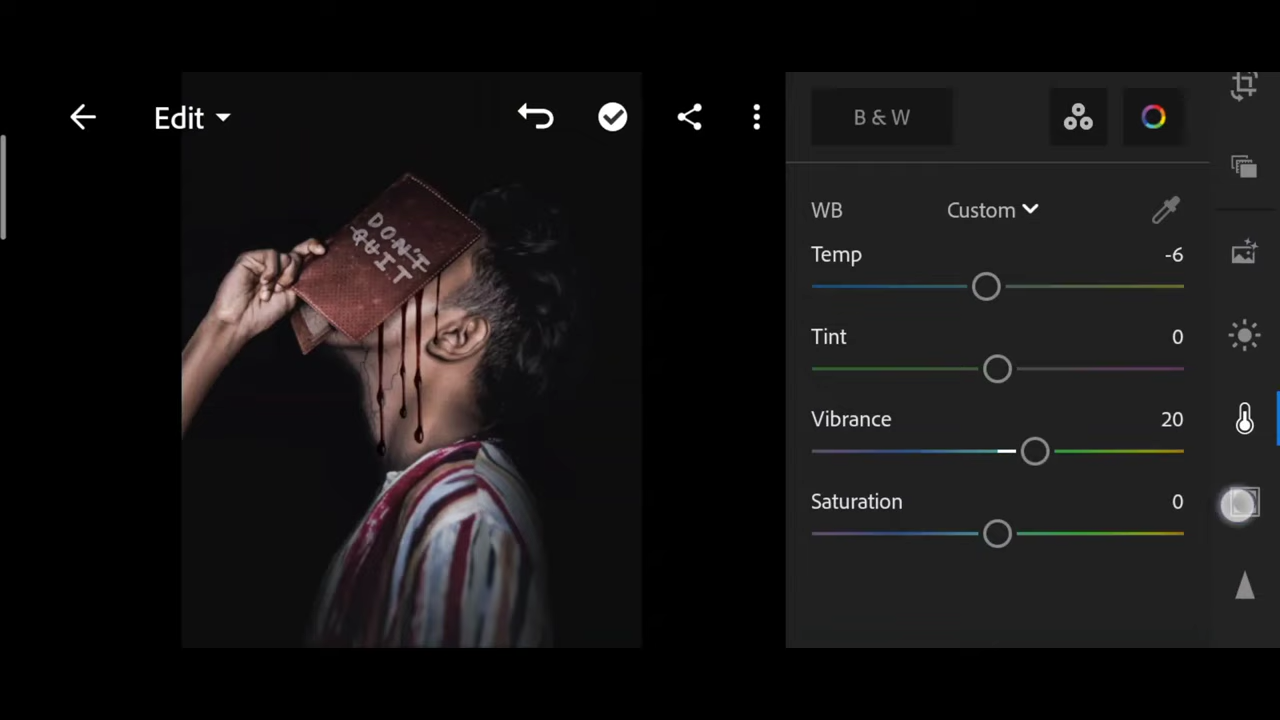 Edit
B & W
WB Custom
Temp -6
Tint 0
Vibrance 20
Saturation 0
DON'T
QUIT